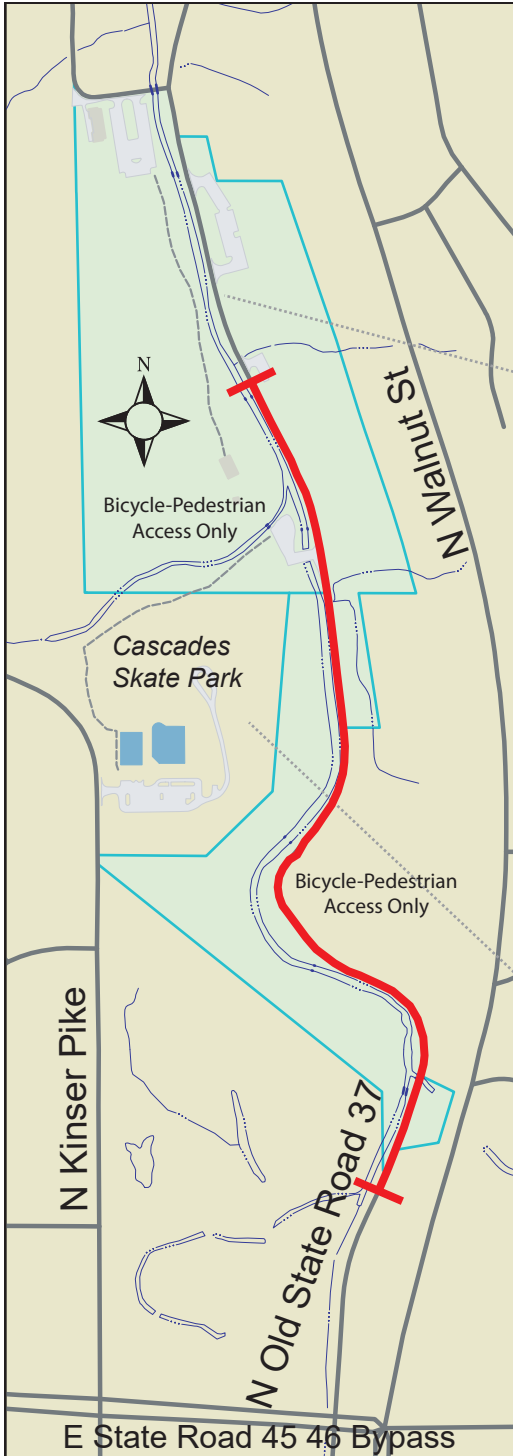 N
N Walnut St
Bicycle-Pedestrian
Access Only
Cascades
Skate Park
Bicycle-Pedestrian
Access Only
N Kinser Pike
N Old State Road 37
E State Road 45 46 Bypass